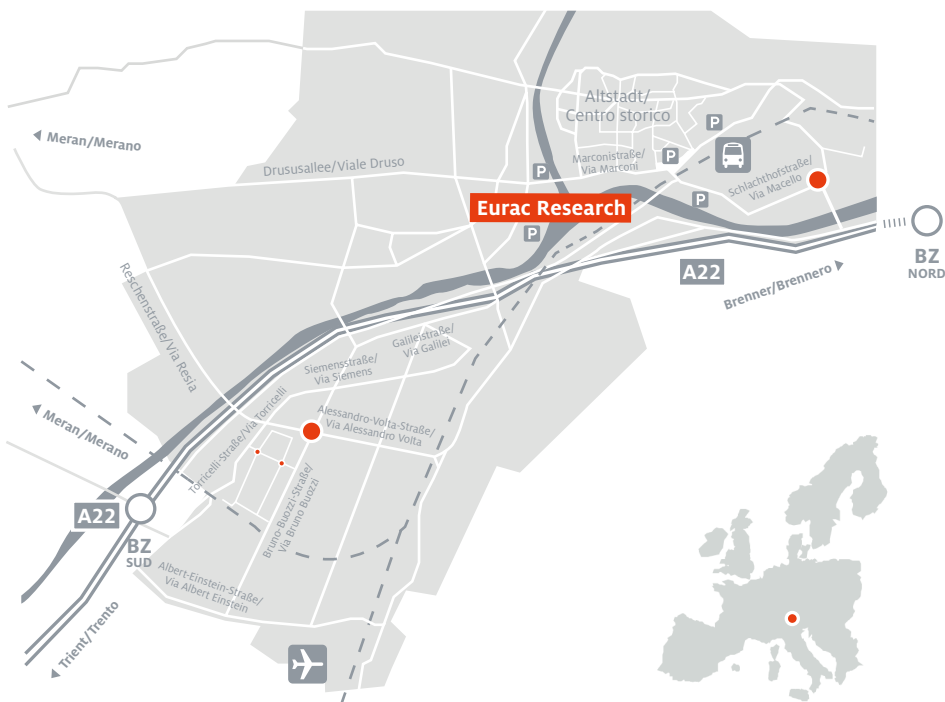 Altstadt/
Centro storico
P
Meran/Merano
Marconistraße/
Via Marconi
P
P
Drususallee/Viale Druso
Schlachthofstraße/
Via Macello
P
Eurac Research
P
BZ
NORD
A22
Brenner/Brennero
Reschenstraße/Via Resia
Galileistraße/
Via Galilei
Siemensstraße/
Via Siemens
Torricelli-Straße/Via Torricelli
Alessandro-Volta-Straße/
Via Alessandro Volta
Meran/Merano
Bruno-Buozzi-Straße/
Via Bruno Buozzi
A22
BZ
SUD
Albert-Einstein-Straße/
Via Albert Einstein
Trient/Trento